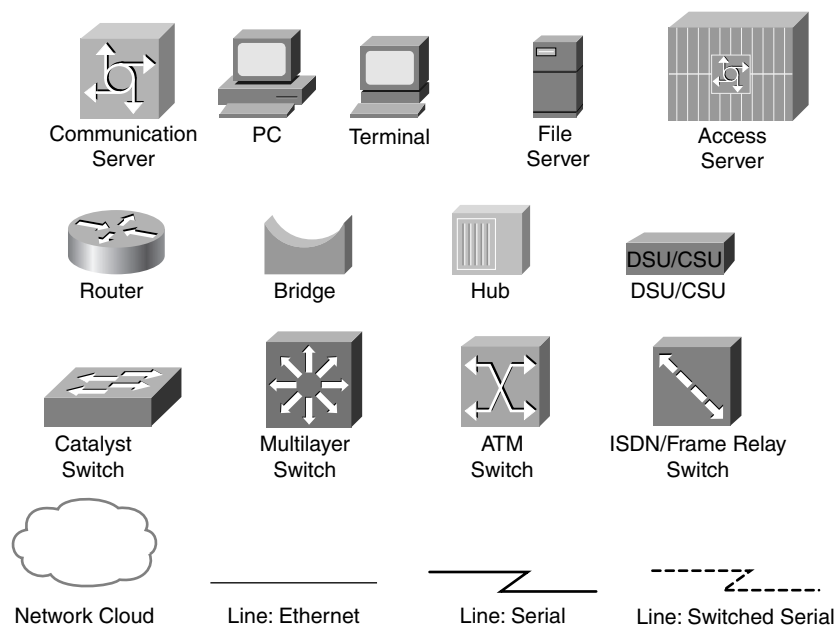 Communication
Server
PC
Terminal
File
Server
Access
Server
Router
Bridge
Hub
DSU/CSU
DSU/CSU
Catalyst
Switch
Multilayer
Switch
ATM
Switch
ISDN/Frame Relay
Switch
Network Cloud
Line: Ethernet
Line: Serial
Line: Switched Serial